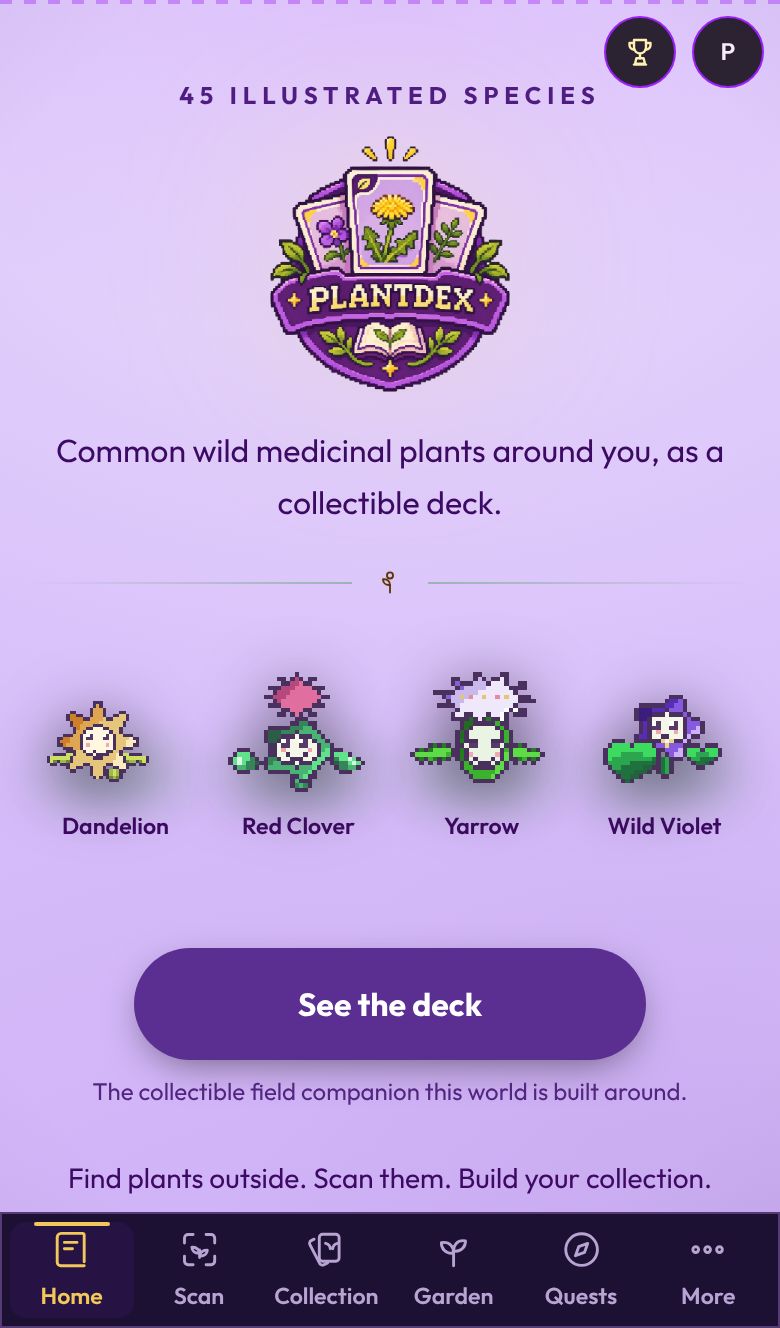 P
45 ILLUSTRATED SPECIES
PLANTDEX
Common wild medicinal plants around you, as a
collectible deck.
Dandelion
Red Clover
Yarrow
Wild Violet
See the deck
The collectible field companion this world is built around.
Find plants outside. Scan them. Build your collection.
Home
Scan
Collection
Garden
Quests
More